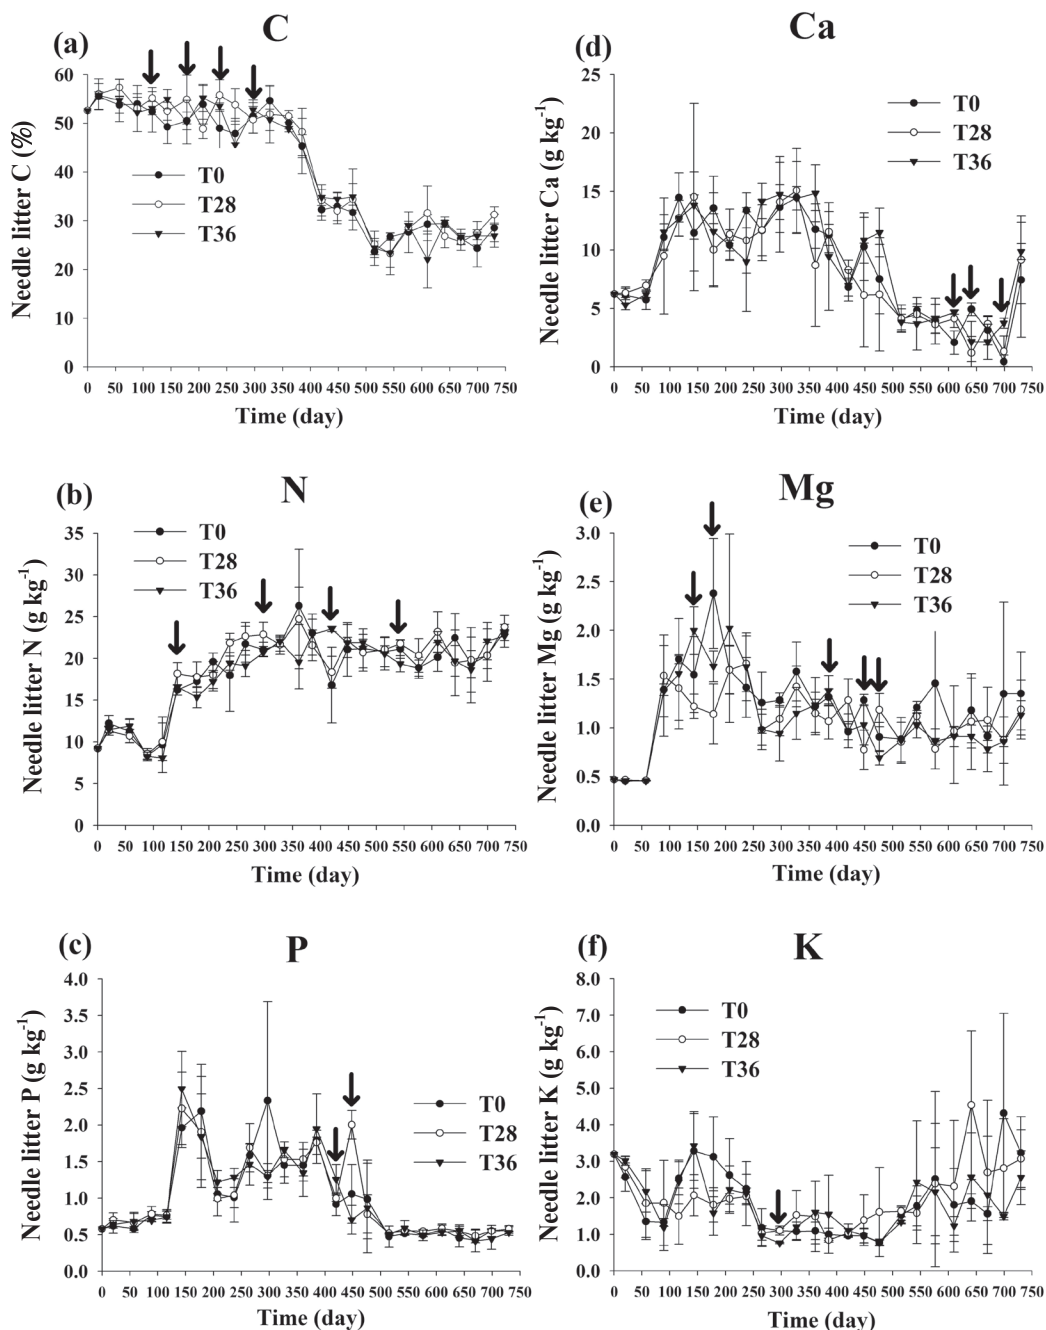 (a) C
Needle litter C (%)
60
50
40
30
20
10
0
T0
T28
T36
0 50 100 150 200 250 300 350 400 450 500 550 600 650 700 750
Time (day)
(d) Ca
Needle litter Ca (g kg-1)
25
20
15
10
5
0
T0
T28
T36
0 50 100 150 200 250 300 350 400 450 500 550 600 650 700 750
Time (day)
(b) N
Needle litter N (g kg-1)
35
30
25
20
15
10
5
0
T0
T28
T36
0 50 100 150 200 250 300 350 400 450 500 550 600 650 700 750
Time (day)
(e) Mg
Needle litter Mg (g kg-1)
3.0
2.5
2.0
1.5
1.0
0.5
0.0
T0
T28
T36
0 50 100 150 200 250 300 350 400 450 500 550 600 650 700 750
Time (day)
(c) P
Needle litter P (g kg-1)
4.0
3.5
3.0
2.5
2.0
1.5
1.0
0.5
0.0
T0
T28
T36
0 50 100 150 200 250 300 350 400 450 500 550 600 650 700 750
Time (day)
(f) K
Needle litter K (g kg-1)
8.0
7.0
6.0
5.0
4.0
3.0
2.0
1.0
0.0
T0
T28
T36
0 50 100 150 200 250 300 350 400 450 500 550 600 650 700 750
Time (day)